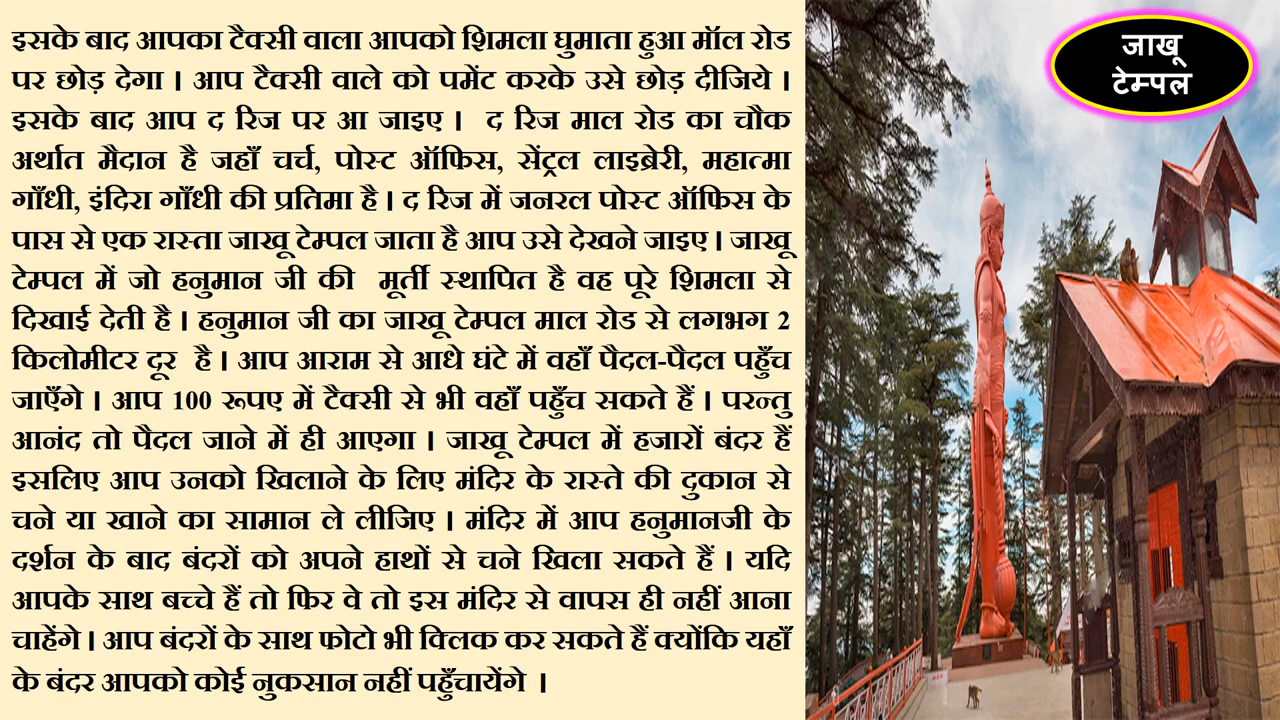 इसके बाद आपका टैक्सी वाला आपको शिमला घुमाता हुआ मॉल रोड
पर छोड़ देगा । आप टैक्सी वाले को पमेंट करके उसे छोड़ दीजिये ।
इसके बाद आप द रिज पर आ जाइए । द रिज माल रोड का चौक
अर्थात मैदान है जहाँ चर्च, पोस्ट ऑफिस, सेंट्रल लाइब्रेरी, महात्मा
गाँधी, इंदिरा गाँधी की प्रतिमा है । द रिज में जनरल पोस्ट ऑफिस के
पास से एक रास्ता जाखू टेम्पल जाता है आप उसे देखने जाइए । जाखू
टेम्पल में जो हनुमान जी की मूर्ती स्थापित है वह पूरे शिमला से
दिखाई देती है । हनुमान जी का जाखू टेम्पल माल रोड से लगभग 2
किलोमीटर दूर है । आप आराम से आधे घंटे में वहाँ पैदल-पैदल पहुँच
जाएँगे । आप 100 रूपए में टैक्सी से भी वहाँ पहुँच सकते हैं । परन्तु
आनंद तो पैदल जाने में ही आएगा । जाखू टेम्पल में हजारों बंदर हैं
इसलिए आप उनको खिलाने के लिए मंदिर के रास्ते की दुकान से
चने या खाने का सामान ले लीजिए । मंदिर में आप हनुमानजी के
दर्शन के बाद बंदरों को अपने हाथों से चने खिला सकते हैं । यदि
आपके साथ बच्चे हैं तो फिर वे तो इस मंदिर से वापस ही नहीं आना
चाहेंगे । आप बंदरों के साथ फोटो भी क्लिक कर सकते हैं क्योंकि यहाँ
के बंदर आपको कोई नुकसान नहीं पहुँचायेंगे ।
जाखू
टेम्पल